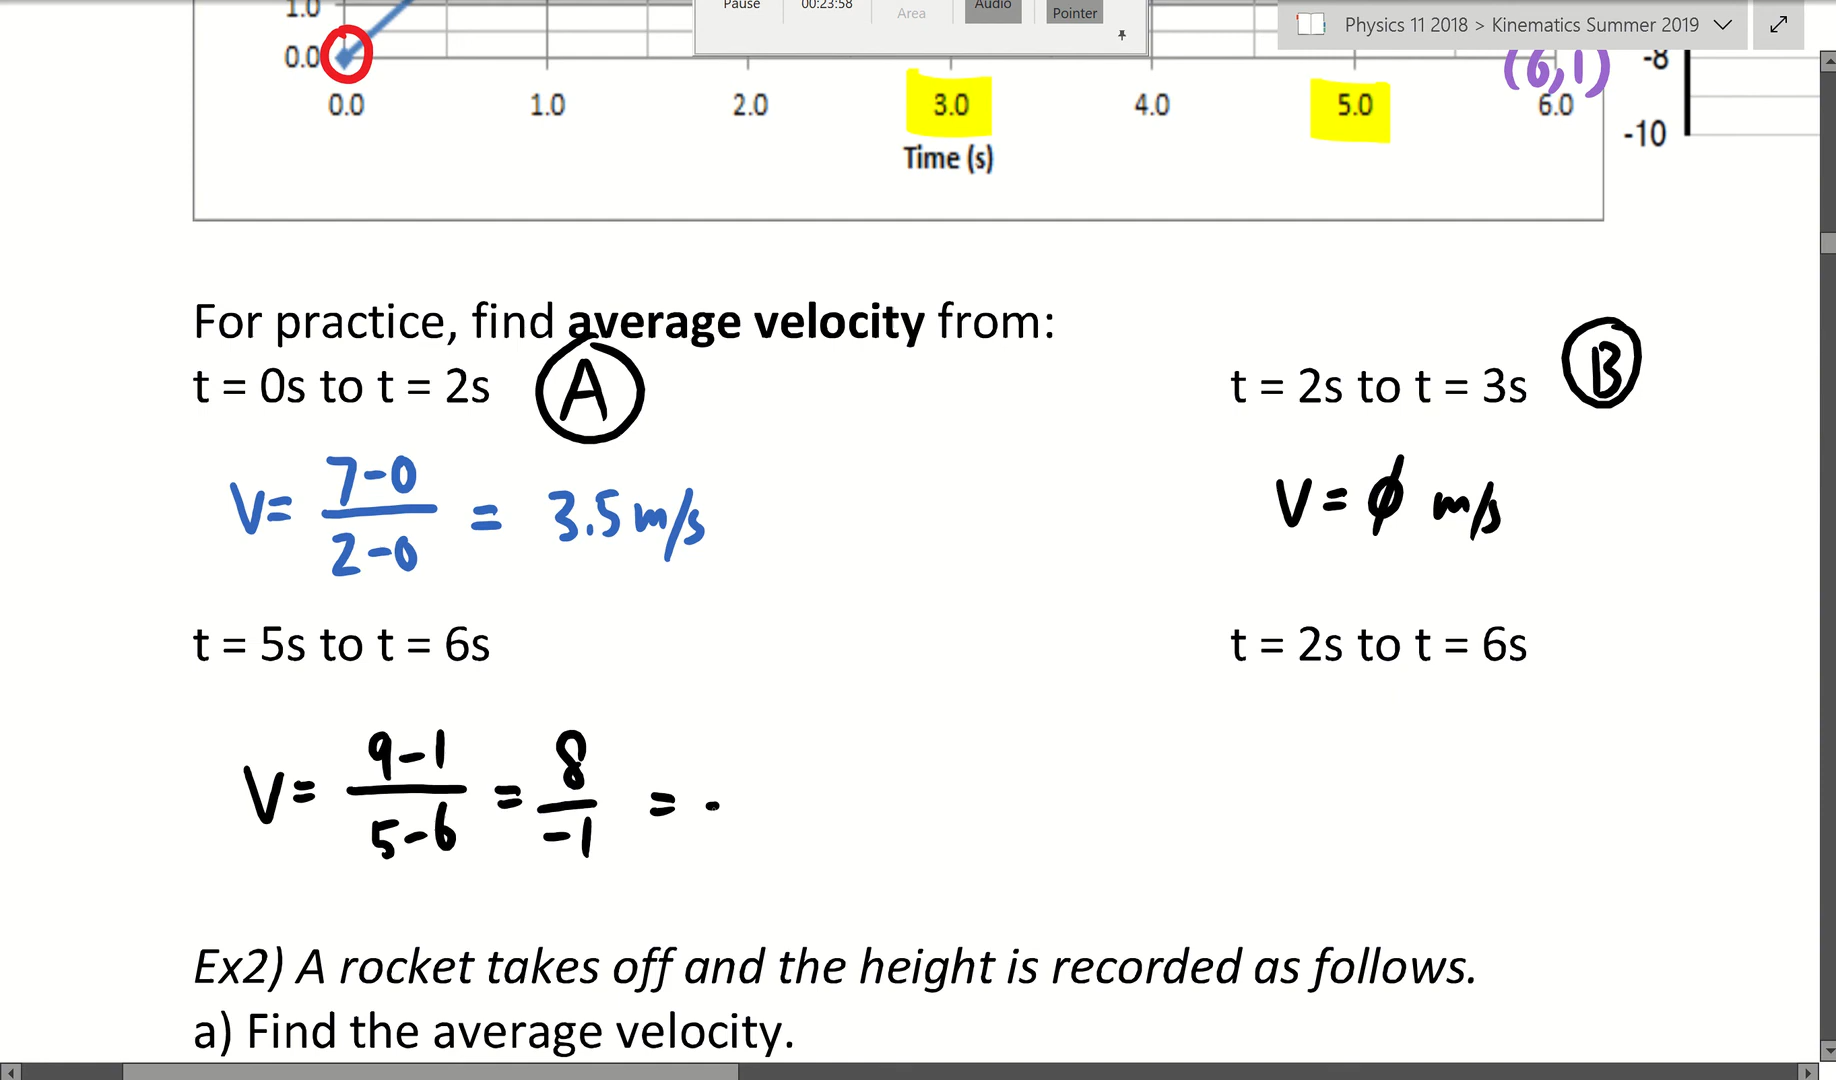 Pause 00:23:58 Area Audio Pointer
Physics 11 2018 > Kinematics Summer 2019
1.0
0.0
(6,1)
-8
0.0 1.0 2.0 3.0 4.0 5.0 6.0
-10
Time (s)
For practice, find average velocity from:
t = 0s to t = 2s A
t = 2s to t = 3s B
V = 7-0 / 2-0 = 3.5 m/s
V = ∅ m/s
t = 5s to t = 6s
t = 2s to t = 6s
V = 9-1 / 5-6 = 8 / -1 = -
Ex2) A rocket takes off and the height is recorded as follows.
a) Find the average velocity.